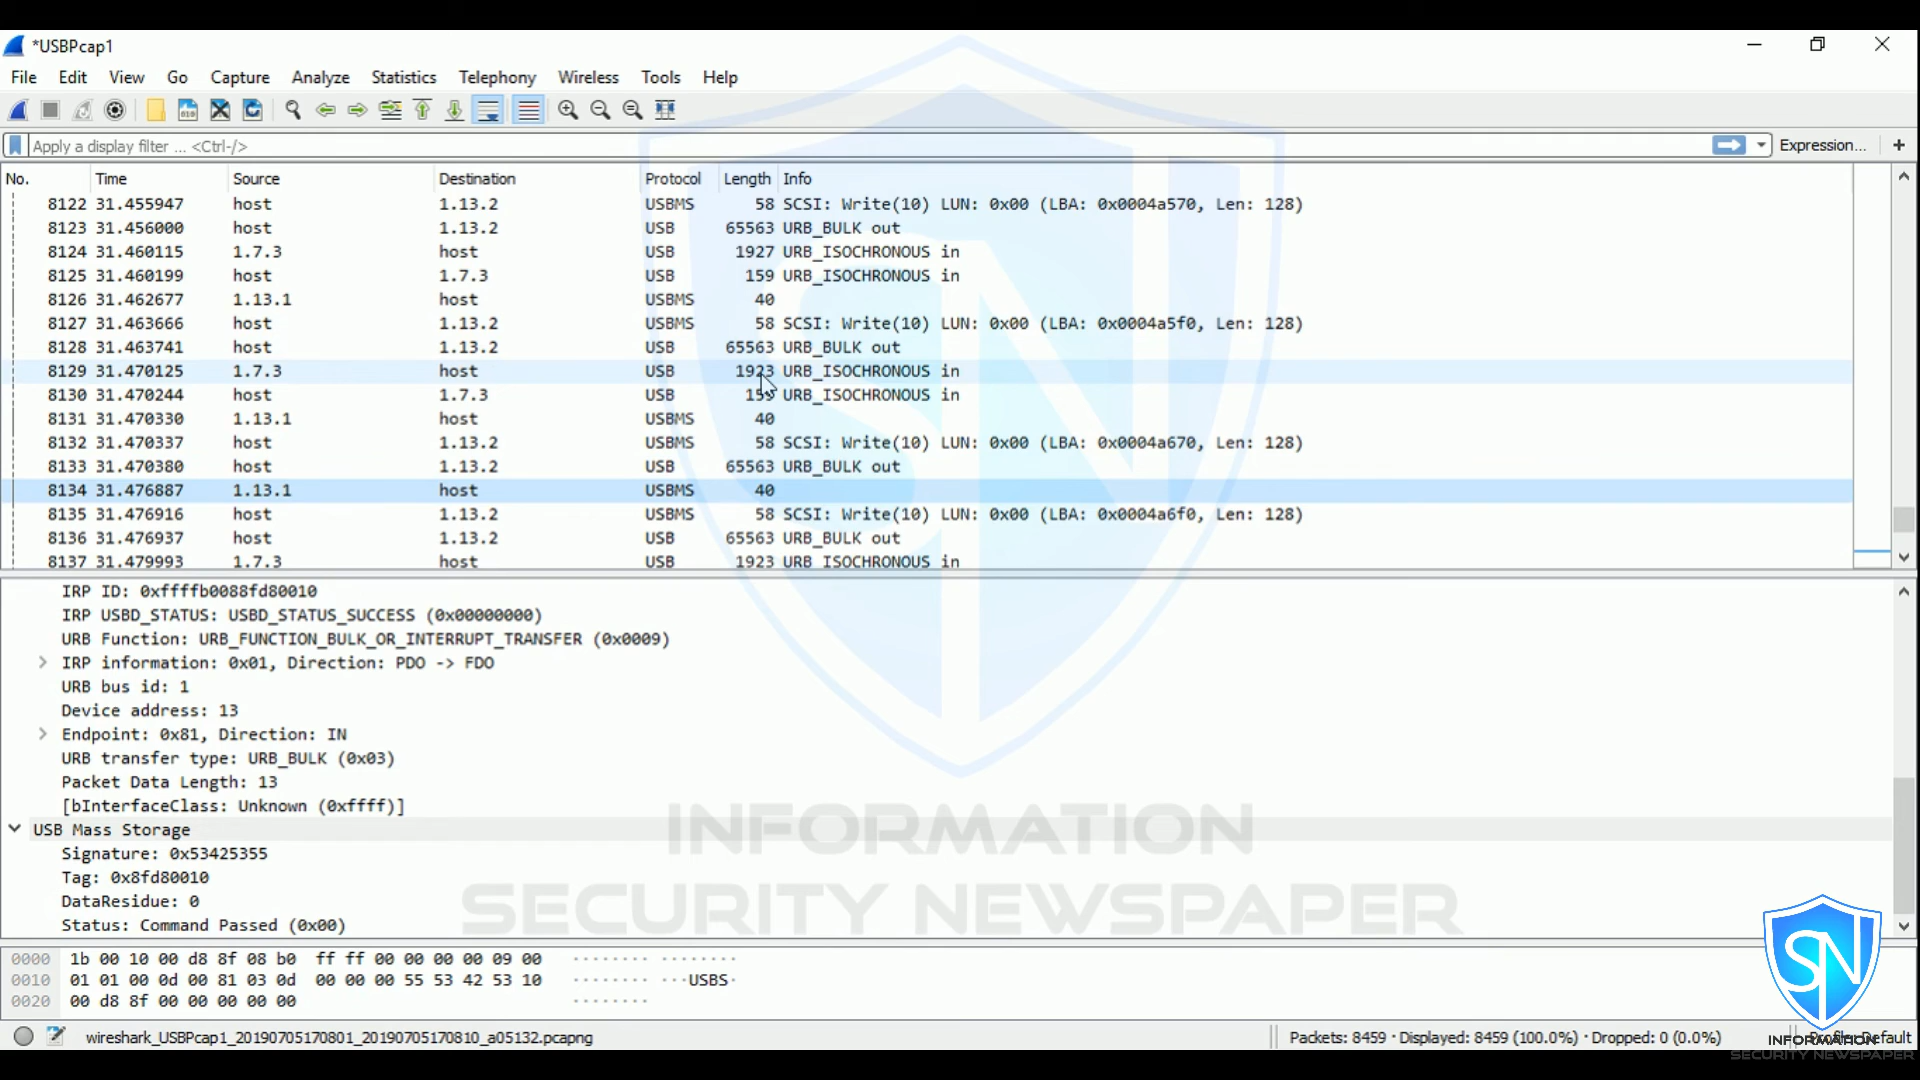 *USBPcap1
File Edit View Go Capture Analyze Statistics Telephony Wireless Tools Help
Apply a display filter ... <Ctrl-/> Expression... +
No. Time Source Destination Protocol Length Info
8122 31.455947 host 1.13.2 USBMS 58 SCSI: Write(10) LUN: 0x00 (LBA: 0x0004a570, Len: 128)
8123 31.456000 host 1.13.2 USB 65563 URB_BULK out
8124 31.460115 1.7.3 host USB 1927 URB_ISOCHRONOUS in
8125 31.460199 host 1.7.3 USB 159 URB_ISOCHRONOUS in
8126 31.462677 1.13.1 host USBMS 40
8127 31.463666 host 1.13.2 USBMS 58 SCSI: Write(10) LUN: 0x00 (LBA: 0x0004a5f0, Len: 128)
8128 31.463741 host 1.13.2 USB 65563 URB_BULK out
8129 31.470125 1.7.3 host USB 1923 URB_ISOCHRONOUS in
8130 31.470244 host 1.7.3 USB 159 URB_ISOCHRONOUS in
8131 31.470330 1.13.1 host USBMS 40
8132 31.470337 host 1.13.2 USBMS 58 SCSI: Write(10) LUN: 0x00 (LBA: 0x0004a670, Len: 128)
8133 31.470380 host 1.13.2 USB 65563 URB_BULK out
8134 31.476887 1.13.1 host USBMS 40
8135 31.476916 host 1.13.2 USBMS 58 SCSI: Write(10) LUN: 0x00 (LBA: 0x0004a6f0, Len: 128)
8136 31.476937 host 1.13.2 USB 65563 URB_BULK out
8137 31.479993 1.7.3 host USB 1923 URB_ISOCHRONOUS in
IRP ID: 0xffffb0088fd80010
IRP USBD_STATUS: USBD_STATUS_SUCCESS (0x00000000)
URB Function: URB_FUNCTION_BULK_OR_INTERRUPT_TRANSFER (0x0009)
> IRP information: 0x01, Direction: PDO -> FDO
URB bus id: 1
Device address: 13
> Endpoint: 0x81, Direction: IN
URB transfer type: URB_BULK (0x03)
Packet Data Length: 13
[bInterfaceClass: Unknown (0xffff)]
USB Mass Storage
Signature: 0x53425355
Tag: 0x8fd80010
DataResidue: 0
Status: Command Passed (0x00)
INFORMATION
SECURITY NEWSPAPER
0000 1b 00 10 00 d8 8f 08 b0 ff ff 00 00 00 00 09 00 ········ ········
0010 01 01 00 0d 00 81 03 0d 00 00 00 55 53 42 53 10 ········ ···USBS·
0020 00 d8 8f 00 00 00 00 00 ········
SN
wireshark_USBPcap1_20190705170801_20190705170810_a05132.pcapng Packets: 8459 · Displayed: 8459 (100.0%) · Dropped: 0 (0.0%) Profile: Default
INFORMATION
SECURITY NEWSPAPER